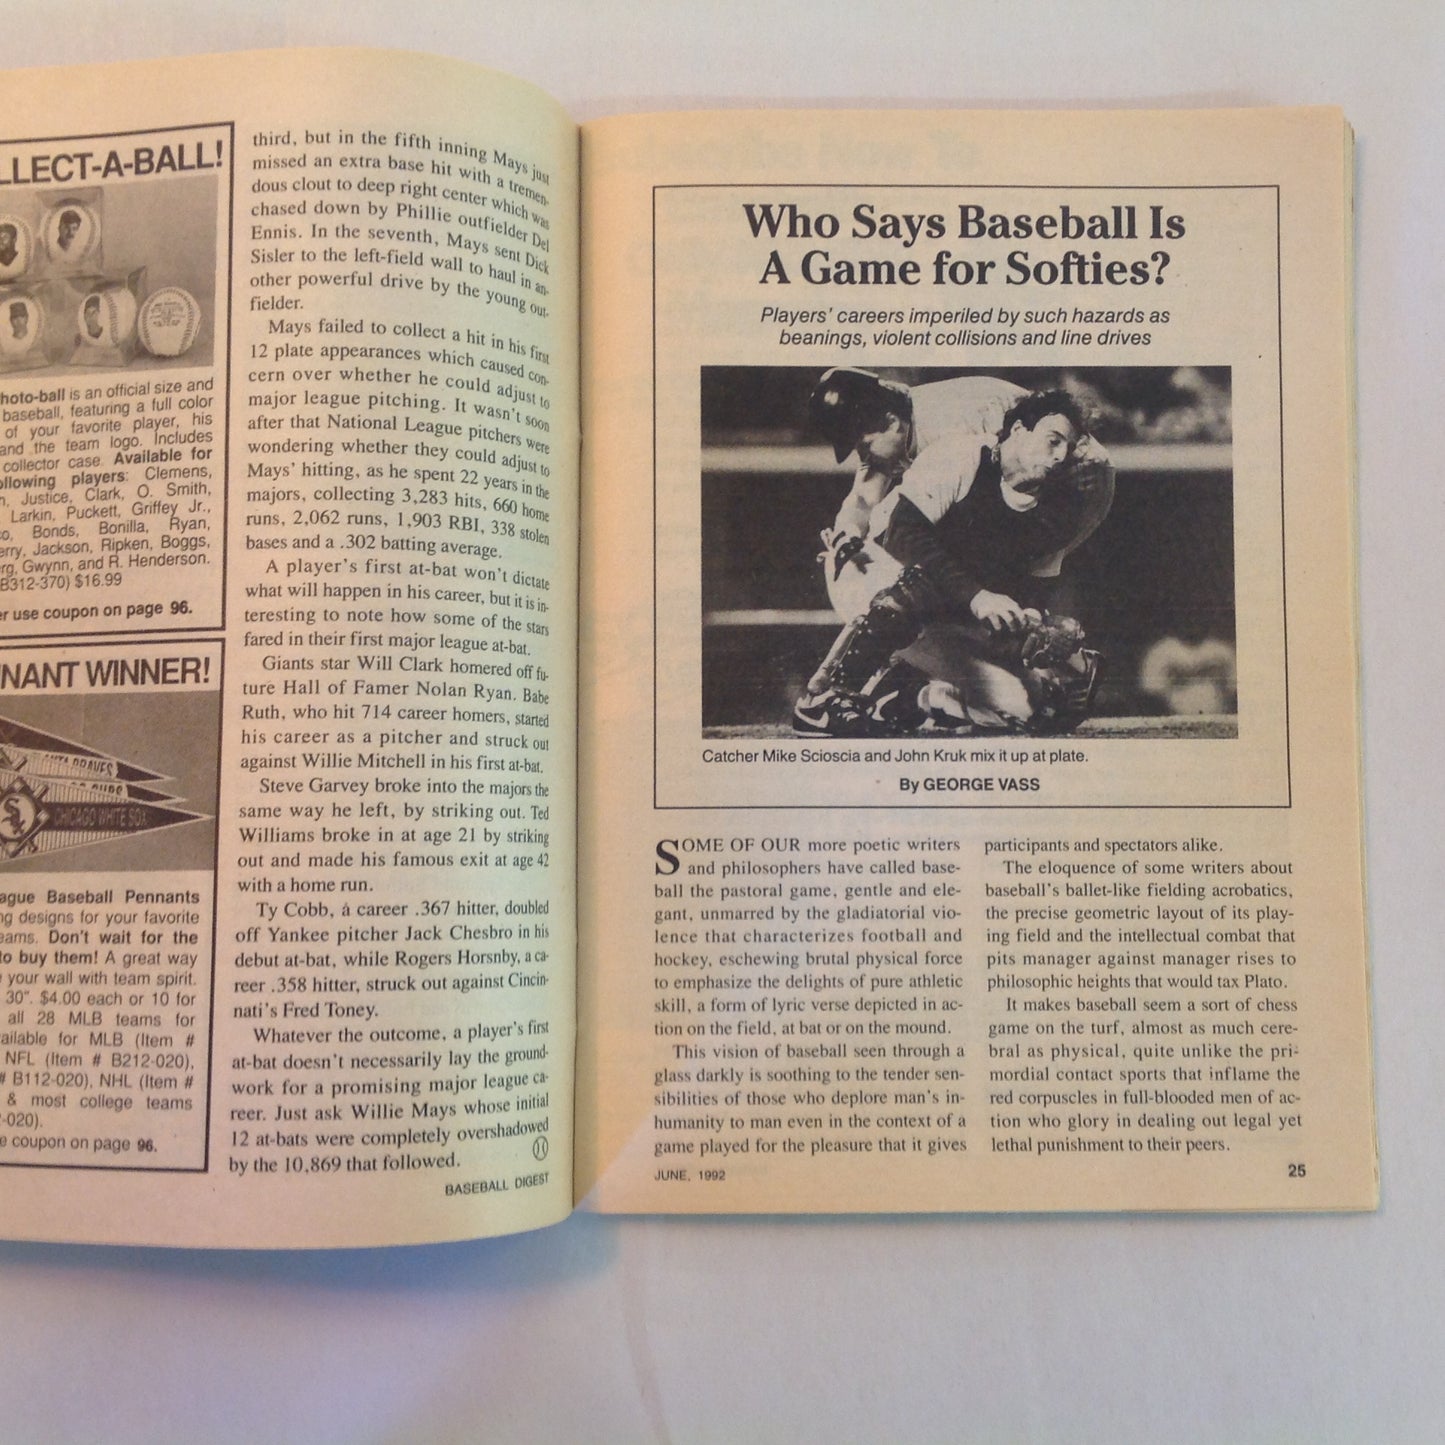 LLECT-A-BALL!
hoto-ball is an official size and
baseball, featuring a full color
of your favorite player, his
and the team logo. Includes
collector case. Available for
ollowing players: Clemens,
Justice, Clark, O. Smith,
Larkin, Puckett, Griffey Jr.,
Bonds, Bonilla, Ryan,
erry, Jackson, Ripken, Boggs,
rg, Gwynn, and R. Henderson.
B312-370) $16.99
er use coupon on page 96.
NANT WINNER!
CHICAGO WHITE SOX
ague Baseball Pennants
ng designs for your favorite
eams. Don't wait for the
to buy them! A great way
your wall with team spirit.
30". $4.00 each or 10 for
all 28 MLB teams for
ailable for MLB (Item #
NFL (Item # B212-020),
# B112-020), NHL (Item #
& most college teams
-020).
e coupon on page 96.
third, but in the fifth inning Mays just
missed an extra base hit with a tremen-
dous clout to deep right center which was
chased down by Phillie outfielder Del
Ennis. In the seventh, Mays sent Dick
Sisler to the left-field wall to haul in an-
other powerful drive by the young out-
fielder.
Mays failed to collect a hit in his first
12 plate appearances which caused con-
cern over whether he could adjust to
major league pitching. It wasn't soon
after that National League pitchers were
wondering whether they could adjust to
Mays' hitting, as he spent 22 years in the
majors, collecting 3,283 hits, 660 home
runs, 2,062 runs, 1,903 RBI, 338 stolen
bases and a .302 batting average.
A player's first at-bat won't dictate
what will happen in his career, but it is in-
teresting to note how some of the stars
fared in their first major league at-bat.
Giants star Will Clark homered off fu-
ture Hall of Famer Nolan Ryan. Babe
Ruth, who hit 714 career homers, started
his career as a pitcher and struck out
against Willie Mitchell in his first at-bat.
Steve Garvey broke into the majors the
same way he left, by striking out. Ted
Williams broke in at age 21 by striking
out and made his famous exit at age 42
with a home run.
Ty Cobb, a career .367 hitter, doubled
off Yankee pitcher Jack Chesbro in his
debut at-bat, while Rogers Horsnby, a ca-
reer .358 hitter, struck out against Cincin-
nati's Fred Toney.
Whatever the outcome, a player's first
at-bat doesn't necessarily lay the ground-
work for a promising major league ca-
reer. Just ask Willie Mays whose initial
12 at-bats were completely overshadowed
by the 10,869 that followed.
BASEBALL DIGEST
Who Says Baseball Is
A Game for Softies?
Players' careers imperiled by such hazards as
beanings, violent collisions and line drives
Catcher Mike Scioscia and John Kruk mix it up at plate.
By GEORGE VASS
SOME OF OUR more poetic writers
and philosophers have called base-
ball the pastoral game, gentle and ele-
gant, unmarred by the gladiatorial vio-
lence that characterizes football and
hockey, eschewing brutal physical force
to emphasize the delights of pure athletic
skill, a form of lyric verse depicted in ac-
tion on the field, at bat or on the mound.
This vision of baseball seen through a
glass darkly is soothing to the tender sen-
sibilities of those who deplore man's in-
humanity to man even in the context of a
game played for the pleasure that it gives
participants and spectators alike.
The eloquence of some writers about
baseball's ballet-like fielding acrobatics,
the precise geometric layout of its play-
ing field and the intellectual combat that
pits manager against manager rises to
philosophic heights that would tax Plato.
It makes baseball seem a sort of chess
game on the turf, almost as much cere-
bral as physical, quite unlike the pri-
mordial contact sports that inflame the
red corpuscles in full-blooded men of ac-
tion who glory in dealing out legal yet
lethal punishment to their peers.
JUNE, 1992
25